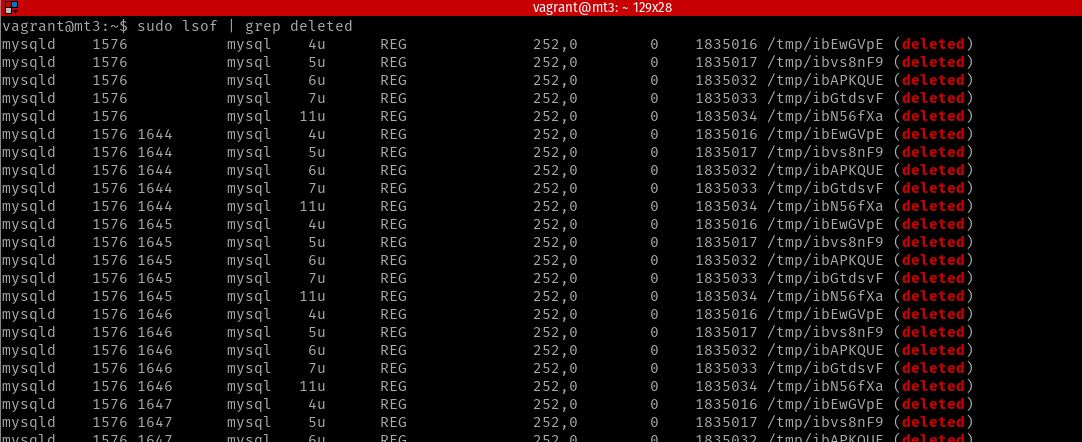 vagrant@mt3: ~ 129x28
vagrant@mt3:~$ sudo lsof | grep deleted
mysqld 1576 mysql 4u REG 252,0 0 1835016 /tmp/ibEwGVpE (deleted)
mysqld 1576 mysql 5u REG 252,0 0 1835017 /tmp/ibvs8nF9 (deleted)
mysqld 1576 mysql 6u REG 252,0 0 1835032 /tmp/ibAPKQUE (deleted)
mysqld 1576 mysql 7u REG 252,0 0 1835033 /tmp/ibGtdsvF (deleted)
mysqld 1576 mysql 11u REG 252,0 0 1835034 /tmp/ibN56fXa (deleted)
mysqld 1576 1644 mysql 4u REG 252,0 0 1835016 /tmp/ibEwGVpE (deleted)
mysqld 1576 1644 mysql 5u REG 252,0 0 1835017 /tmp/ibvs8nF9 (deleted)
mysqld 1576 1644 mysql 6u REG 252,0 0 1835032 /tmp/ibAPKQUE (deleted)
mysqld 1576 1644 mysql 7u REG 252,0 0 1835033 /tmp/ibGtdsvF (deleted)
mysqld 1576 1644 mysql 11u REG 252,0 0 1835034 /tmp/ibN56fXa (deleted)
mysqld 1576 1645 mysql 4u REG 252,0 0 1835016 /tmp/ibEwGVpE (deleted)
mysqld 1576 1645 mysql 5u REG 252,0 0 1835017 /tmp/ibvs8nF9 (deleted)
mysqld 1576 1645 mysql 6u REG 252,0 0 1835032 /tmp/ibAPKQUE (deleted)
mysqld 1576 1645 mysql 7u REG 252,0 0 1835033 /tmp/ibGtdsvF (deleted)
mysqld 1576 1645 mysql 11u REG 252,0 0 1835034 /tmp/ibN56fXa (deleted)
mysqld 1576 1646 mysql 4u REG 252,0 0 1835016 /tmp/ibEwGVpE (deleted)
mysqld 1576 1646 mysql 5u REG 252,0 0 1835017 /tmp/ibvs8nF9 (deleted)
mysqld 1576 1646 mysql 6u REG 252,0 0 1835032 /tmp/ibAPKQUE (deleted)
mysqld 1576 1646 mysql 7u REG 252,0 0 1835033 /tmp/ibGtdsvF (deleted)
mysqld 1576 1646 mysql 11u REG 252,0 0 1835034 /tmp/ibN56fXa (deleted)
mysqld 1576 1647 mysql 4u REG 252,0 0 1835016 /tmp/ibEwGVpE (deleted)
mysqld 1576 1647 mysql 5u REG 252,0 0 1835017 /tmp/ibvs8nF9 (deleted)
mysqld 1576 1647 mysql 6u REG 252,0 0 1835032 /tmp/ibAPKQUE (deleted)